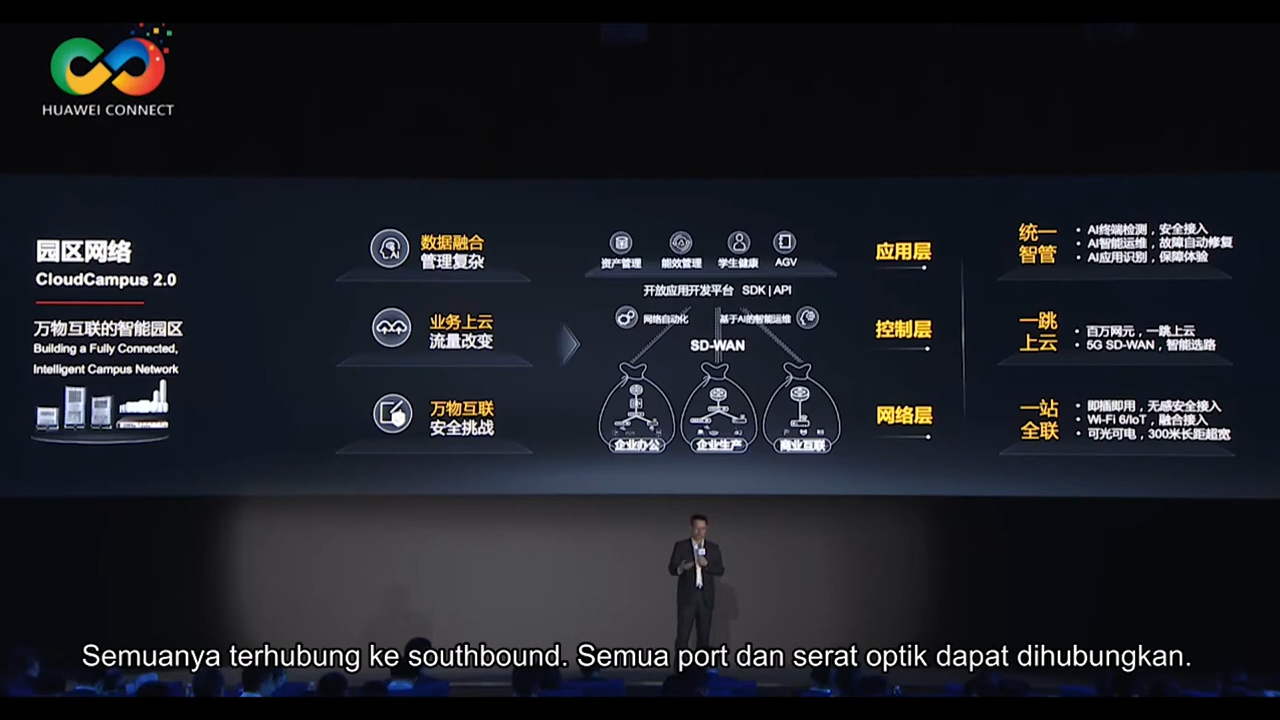 HUAWEI CONNECT
园区网络
CloudCampus 2.0
万物互联的智能园区
Building a Fully Connected,
Intelligent Campus Network
AI
数据融合
管理复杂
业务上云
流量改变
万物互联
安全挑战
资产管理
能效管理
学生健康
AGV
开放应用开发平台 SDK | API
网络自动化
基于AI的智能运维
SD-WAN
企业办公
企业生产
商业互联
应用层
控制层
网络层
统一
智管
• AI终端检测，安全接入
• AI智能运维，故障自动修复
• AI应用识别，保障体验
一跳
上云
• 百万网元，一跳上云
• 5G SD-WAN，智能选路
一站
全联
• 即插即用，无感安全接入
• Wi-Fi 6/IoT，融合接入
• 可光可电，300米长距超宽
Semuanya terhubung ke southbound. Semua port dan serat optik dapat dihubungkan.